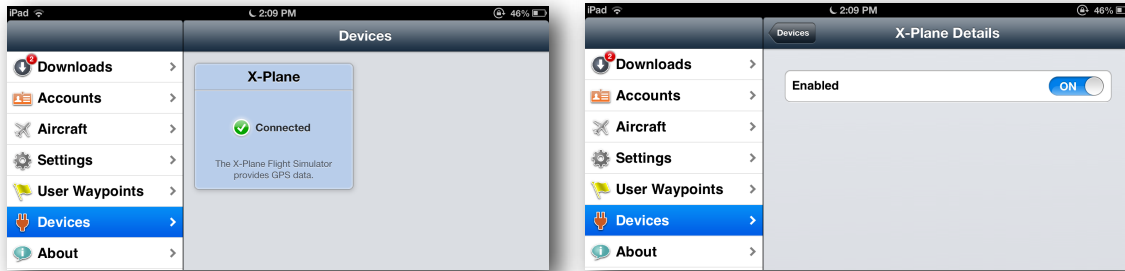 iPad 2:09 PM 46%
Devices
2
Downloads
Accounts
Aircraft
Settings
User Waypoints
Devices
About
X-Plane
Connected
The X-Plane Flight Simulator
provides GPS data.
iPad 2:09 PM 46%
Devices X-Plane Details
2
Downloads
Accounts
Aircraft
Settings
User Waypoints
Devices
About
Enabled ON